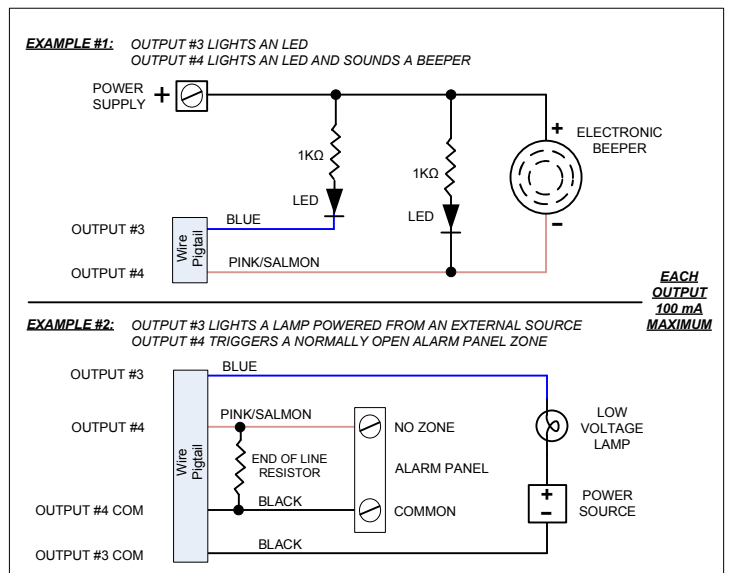 EXAMPLE #1: OUTPUT #3 LIGHTS AN LED
OUTPUT #4 LIGHTS AN LED AND SOUNDS A BEEPER
POWER
SUPPLY
+
+
ELECTRONIC
BEEPER
1KΩ
1KΩ
LED
LED
–
OUTPUT #3
BLUE
Wire
Pigtail
OUTPUT #4
PINK/SALMON
EACH
OUTPUT
100 mA
MAXIMUM
EXAMPLE #2: OUTPUT #3 LIGHTS A LAMP POWERED FROM AN EXTERNAL SOURCE
OUTPUT #4 TRIGGERS A NORMALLY OPEN ALARM PANEL ZONE
OUTPUT #3
BLUE
OUTPUT #4
PINK/SALMON
NO ZONE
LOW
VOLTAGE
LAMP
Wire
Pigtail
END OF LINE
RESISTOR
ALARM PANEL
OUTPUT #4 COM
BLACK
COMMON
+
–
POWER
SOURCE
OUTPUT #3 COM
BLACK